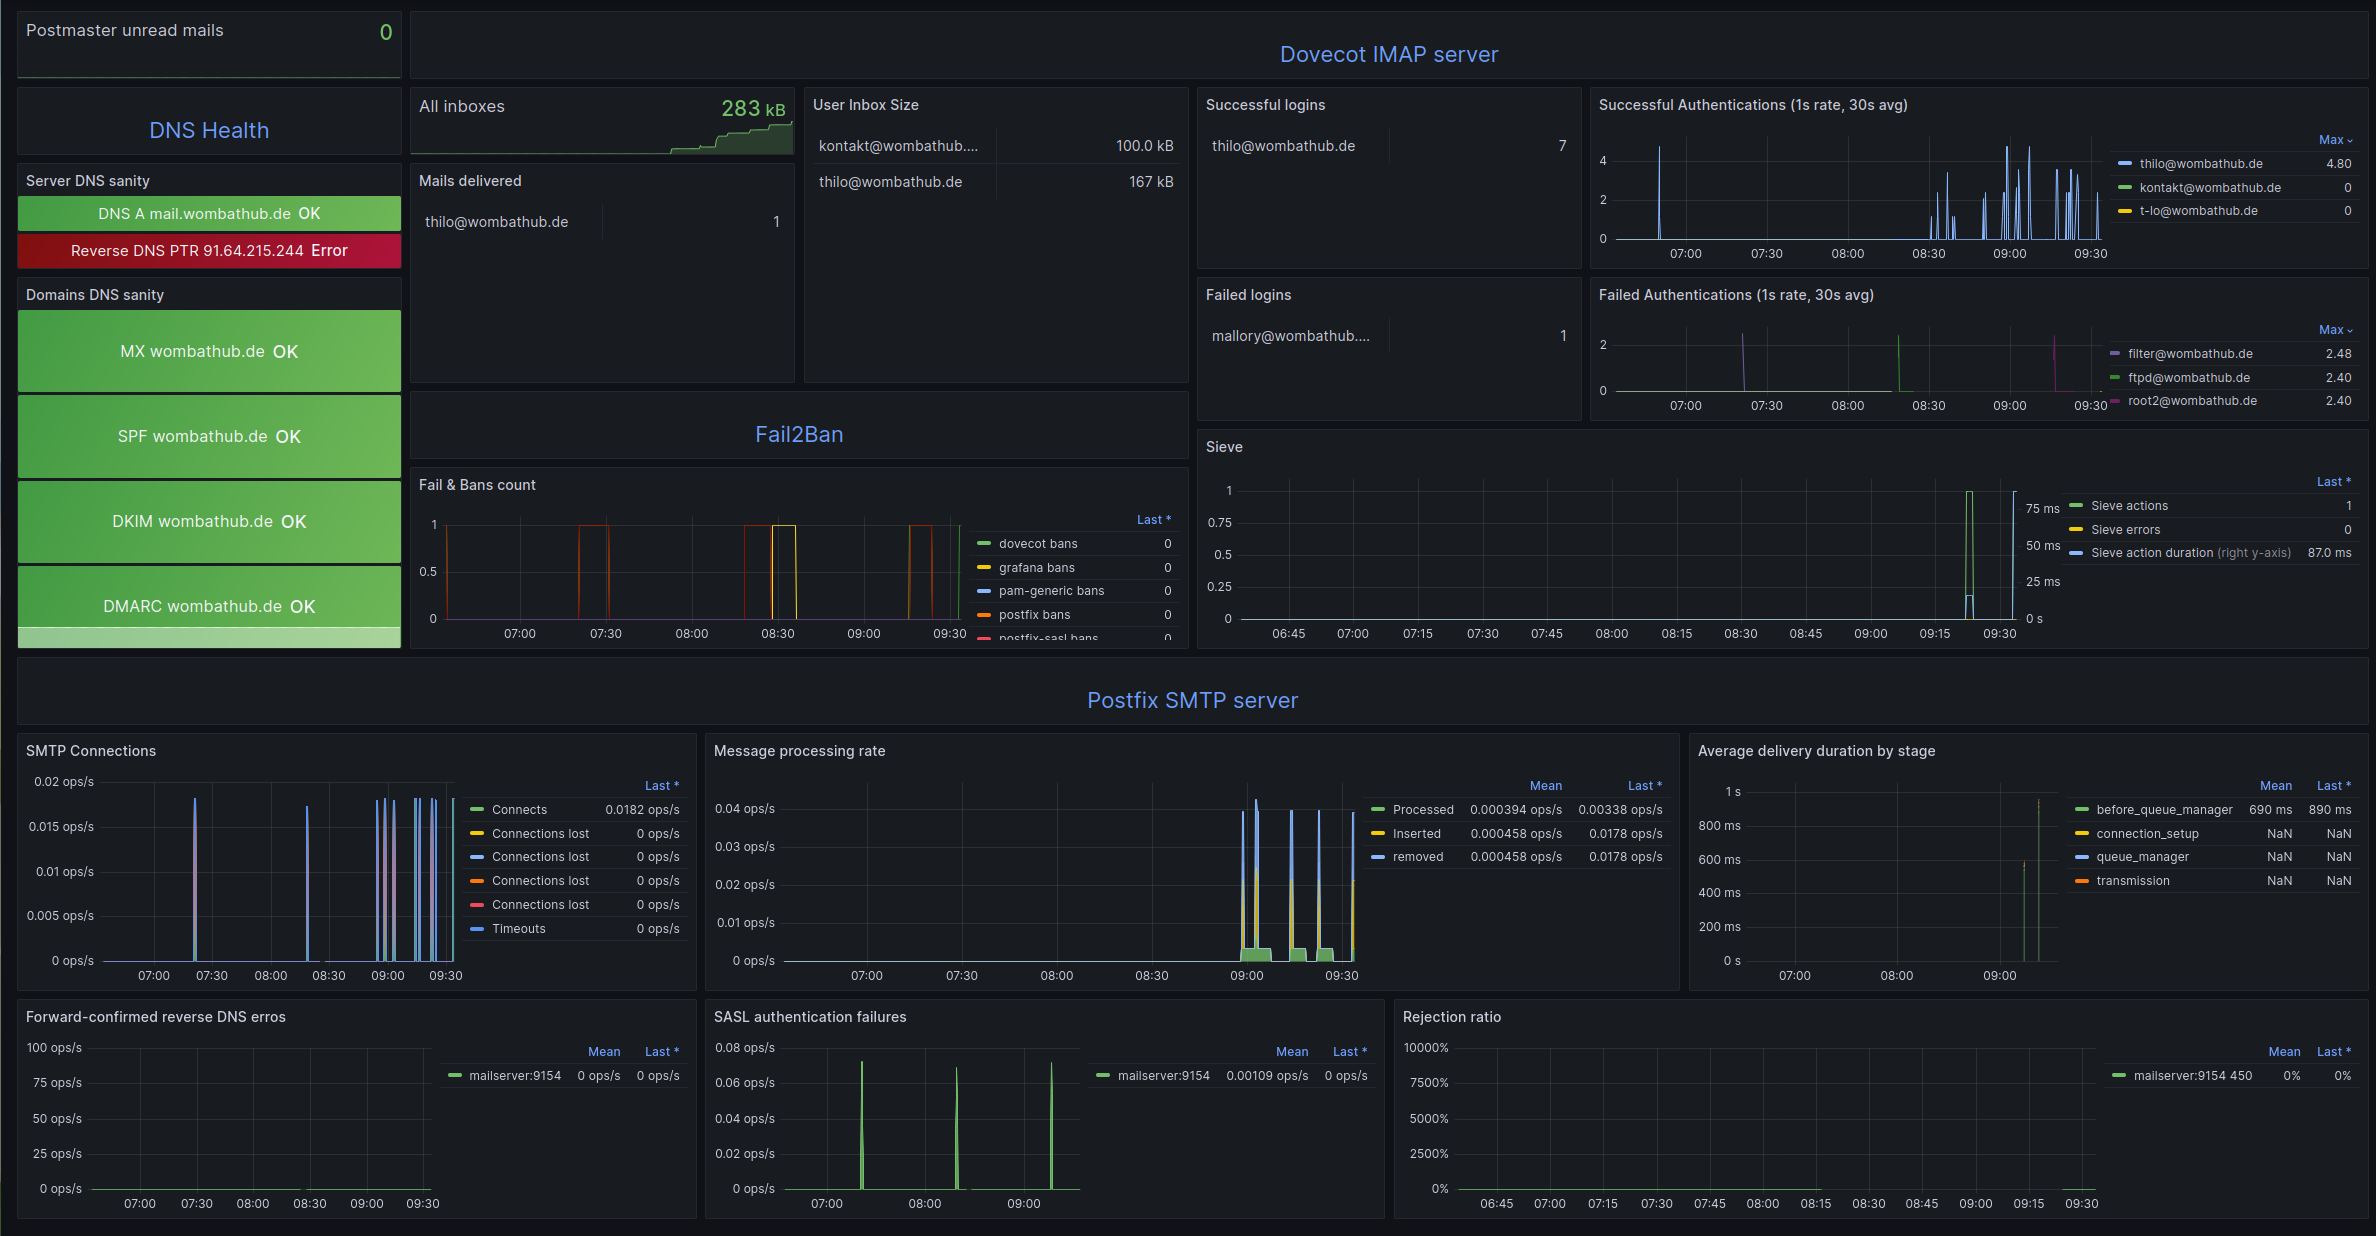 Postmaster unread mails
0
Dovecot IMAP server
DNS Health
Server DNS sanity
DNS A mail.wombathub.de OK
Reverse DNS PTR 91.64.215.244 Error
Domains DNS sanity
MX wombathub.de OK
SPF wombathub.de OK
DKIM wombathub.de OK
DMARC wombathub.de OK
All inboxes
283 kB
Mails delivered
thilo@wombathub.de 1
User Inbox Size
kontakt@wombathub.... 100.0 kB
thilo@wombathub.de 167 kB
Successful logins
thilo@wombathub.de 7
Failed logins
mallory@wombathub.... 1
Successful Authentications (1s rate, 30s avg)
4
2
0
07:00 07:30 08:00 08:30 09:00 09:30
Max
thilo@wombathub.de 4.80
kontakt@wombathub.de 0
t-lo@wombathub.de 0
Failed Authentications (1s rate, 30s avg)
2
0
07:00 07:30 08:00 08:30 09:00 09:30
Max
filter@wombathub.de 2.48
ftpd@wombathub.de 2.40
root2@wombathub.de 2.40
Fail2Ban
Fail & Bans count
1
0.5
0
07:00 07:30 08:00 08:30 09:00 09:30
Last *
dovecot bans 0
grafana bans 0
pam-generic bans 0
postfix bans 0
postfix-sasl bans 0
Sieve
1
0.75
0.5
0.25
0
06:45 07:00 07:15 07:30 07:45 08:00 08:15 08:30 08:45 09:00 09:15 09:30
75 ms
50 ms
25 ms
0 s
Last *
Sieve actions 1
Sieve errors 0
Sieve action duration (right y-axis) 87.0 ms
Postfix SMTP server
SMTP Connections
0.02 ops/s
0.015 ops/s
0.01 ops/s
0.005 ops/s
0 ops/s
07:00 07:30 08:00 08:30 09:00 09:30
Last *
Connects 0.0182 ops/s
Connections lost 0 ops/s
Connections lost 0 ops/s
Connections lost 0 ops/s
Connections lost 0 ops/s
Timeouts 0 ops/s
Message processing rate
0.04 ops/s
0.03 ops/s
0.02 ops/s
0.01 ops/s
0 ops/s
07:00 07:30 08:00 08:30 09:00 09:30
Mean Last *
Processed 0.000394 ops/s 0.00338 ops/s
Inserted 0.000458 ops/s 0.0178 ops/s
removed 0.000458 ops/s 0.0178 ops/s
Average delivery duration by stage
1 s
800 ms
600 ms
400 ms
200 ms
0 s
07:00 08:00 09:00
Mean Last *
before_queue_manager 690 ms 890 ms
connection_setup NaN NaN
queue_manager NaN NaN
transmission NaN NaN
Forward-confirmed reverse DNS erros
100 ops/s
75 ops/s
50 ops/s
25 ops/s
0 ops/s
07:00 07:30 08:00 08:30 09:00 09:30
Mean Last *
mailserver:9154 0 ops/s 0 ops/s
SASL authentication failures
0.08 ops/s
0.06 ops/s
0.04 ops/s
0.02 ops/s
0 ops/s
07:00 08:00 09:00
Mean Last *
mailserver:9154 0.00109 ops/s 0 ops/s
Rejection ratio
10000%
7500%
5000%
2500%
0%
06:45 07:00 07:15 07:30 07:45 08:00 08:15 08:30 08:45 09:00 09:15 09:30
Mean Last *
mailserver:9154 450 0% 0%